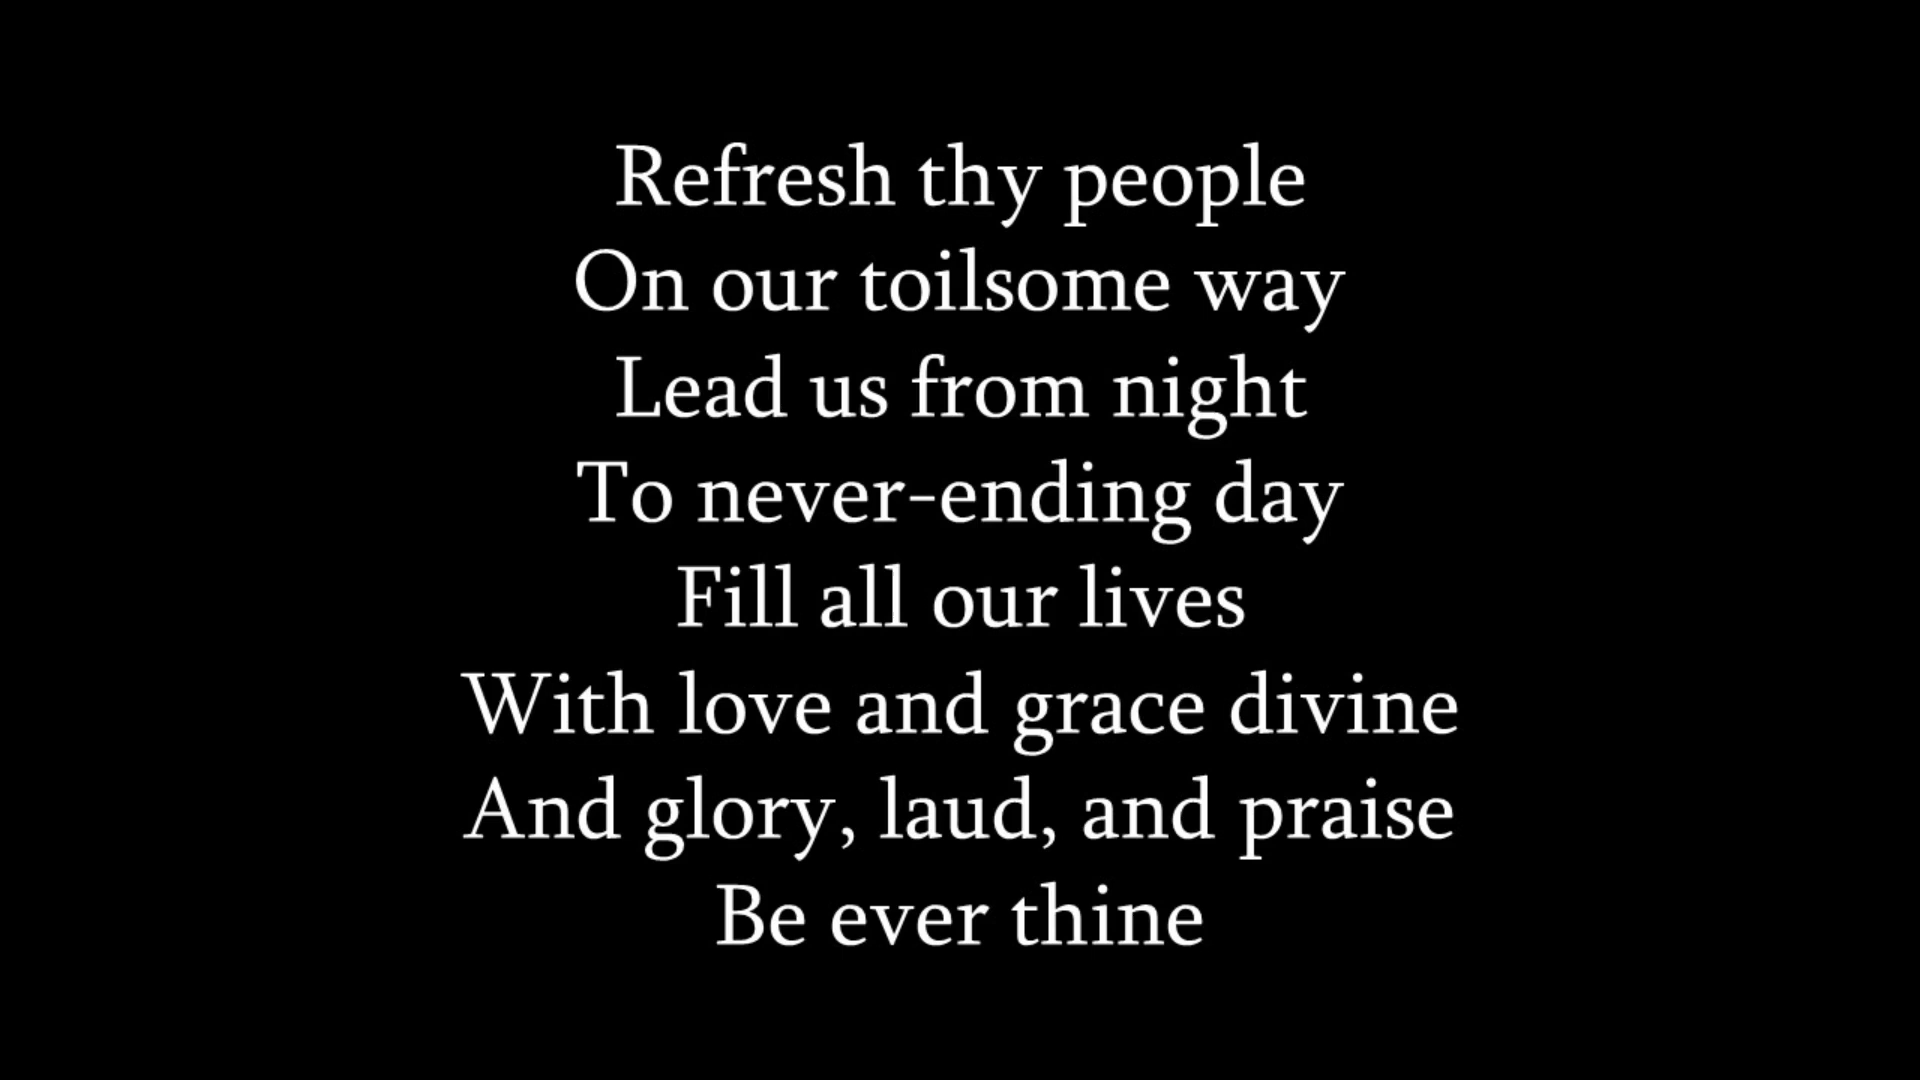 Refresh thy people
On our toilsome way
Lead us from night
To never-ending day
Fill all our lives
With love and grace divine
And glory, laud, and praise
Be ever thine